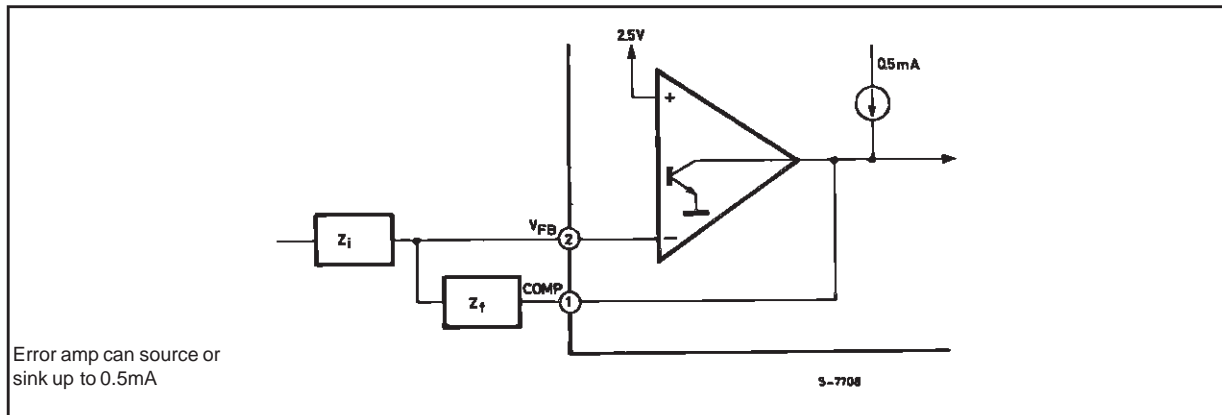 2.5V
0.5mA
+
VFB
Zi
2
−
COMP
Zf
1
Error amp can source or
sink up to 0.5mA
S-7708